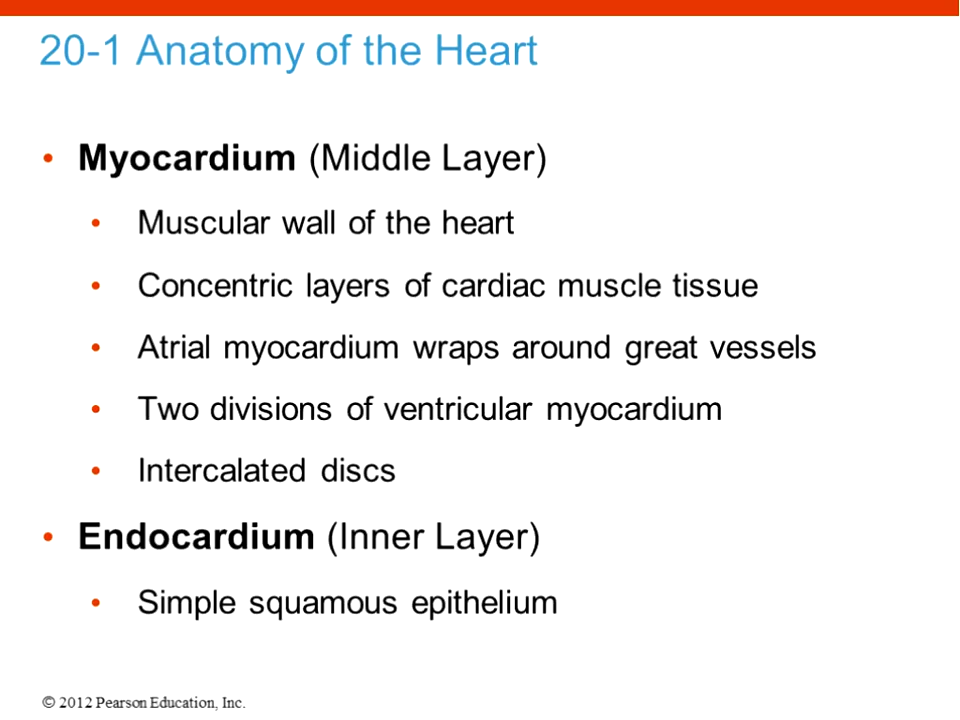 20-1 Anatomy of the Heart
• Myocardium (Middle Layer)
• Muscular wall of the heart
• Concentric layers of cardiac muscle tissue
• Atrial myocardium wraps around great vessels
• Two divisions of ventricular myocardium
• Intercalated discs
• Endocardium (Inner Layer)
• Simple squamous epithelium
© 2012 Pearson Education, Inc.